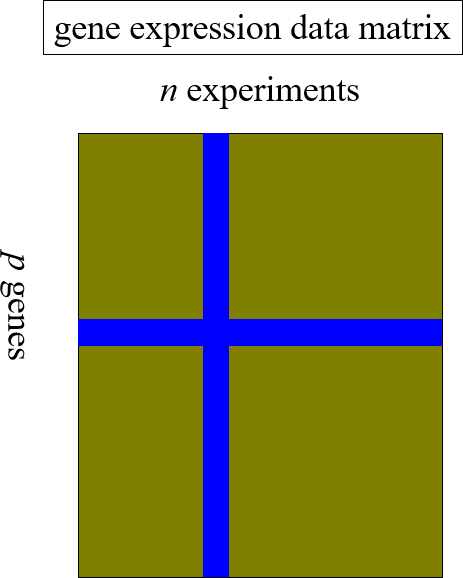 gene expression data matrix
n experiments
p genes